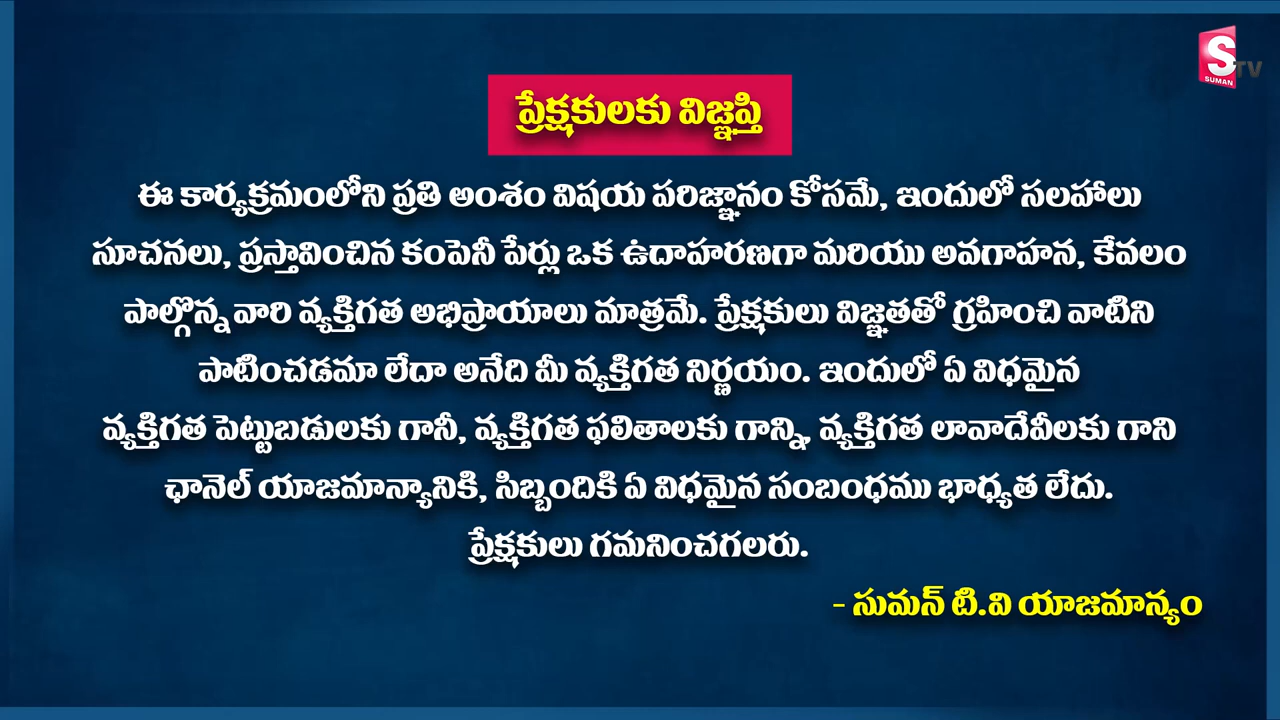 S
TV
SUMAN
ప్రేక్షకులకు విజ్ఞప్తి
ఈ కార్యక్రమంలోని ప్రతి అంశం విషయ పరిజ్ఞానం కోసమే, ఇందులో సలహాలు
సూచనలు, ప్రస్తావించిన కంపెనీ పేర్లు ఒక ఉదాహరణగా మరియు అవగాహన, కేవలం
పాల్గొన్న వారి వ్యక్తిగత అభిప్రాయాలు మాత్రమే. ప్రేక్షకులు విజ్ఞతతో గ్రహించి వాటిని
పాటించడమా లేదా అనేది మీ వ్యక్తిగత నిర్ణయం. ఇందులో ఏ విధమైన
వ్యక్తిగత పెట్టుబడులకు గానీ, వ్యక్తిగత ఫలితాలకు గాన్ని, వ్యక్తిగత లావాదేవీలకు గాని
ఛానెల్ యాజమాన్యానికి, సిబ్బందికి ఏ విధమైన సంబంధము భాధ్యత లేదు.
ప్రేక్షకులు గమనించగలరు.
- సుమన్ టి.వి యాజమాన్యం